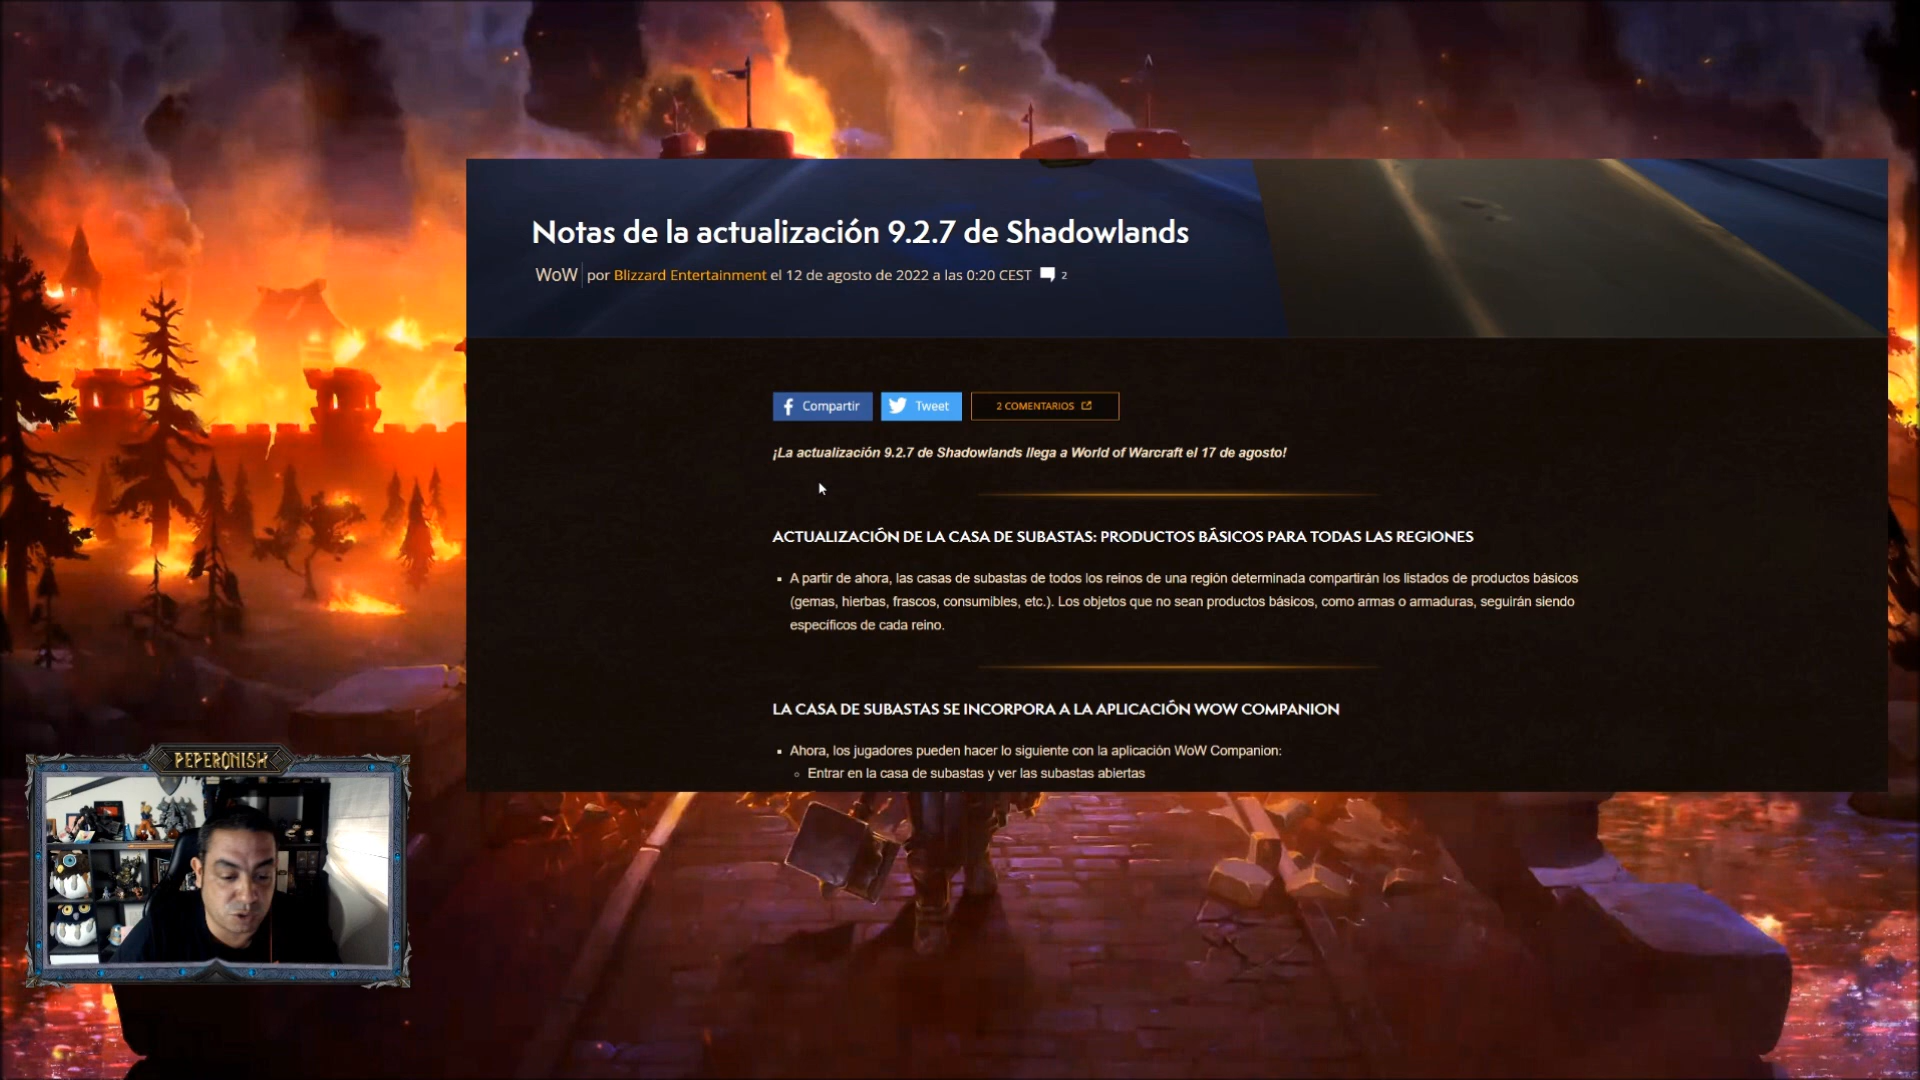 Notas de la actualización 9.2.7 de Shadowlands
WoW por Blizzard Entertainment el 12 de agosto de 2022 a las 0:20 CEST 2
Compartir
Tweet
2 COMENTARIOS
¡La actualización 9.2.7 de Shadowlands llega a World of Warcraft el 17 de agosto!
ACTUALIZACIÓN DE LA CASA DE SUBASTAS: PRODUCTOS BÁSICOS PARA TODAS LAS REGIONES
A partir de ahora, las casas de subastas de todos los reinos de una región determinada compartirán los listados de productos básicos
(gemas, hierbas, frascos, consumibles, etc.). Los objetos que no sean productos básicos, como armas o armaduras, seguirán siendo
específicos de cada reino.
LA CASA DE SUBASTAS SE INCORPORA A LA APLICACIÓN WOW COMPANION
Ahora, los jugadores pueden hacer lo siguiente con la aplicación WoW Companion:
Entrar en la casa de subastas y ver las subastas abiertas
PEPERONISH